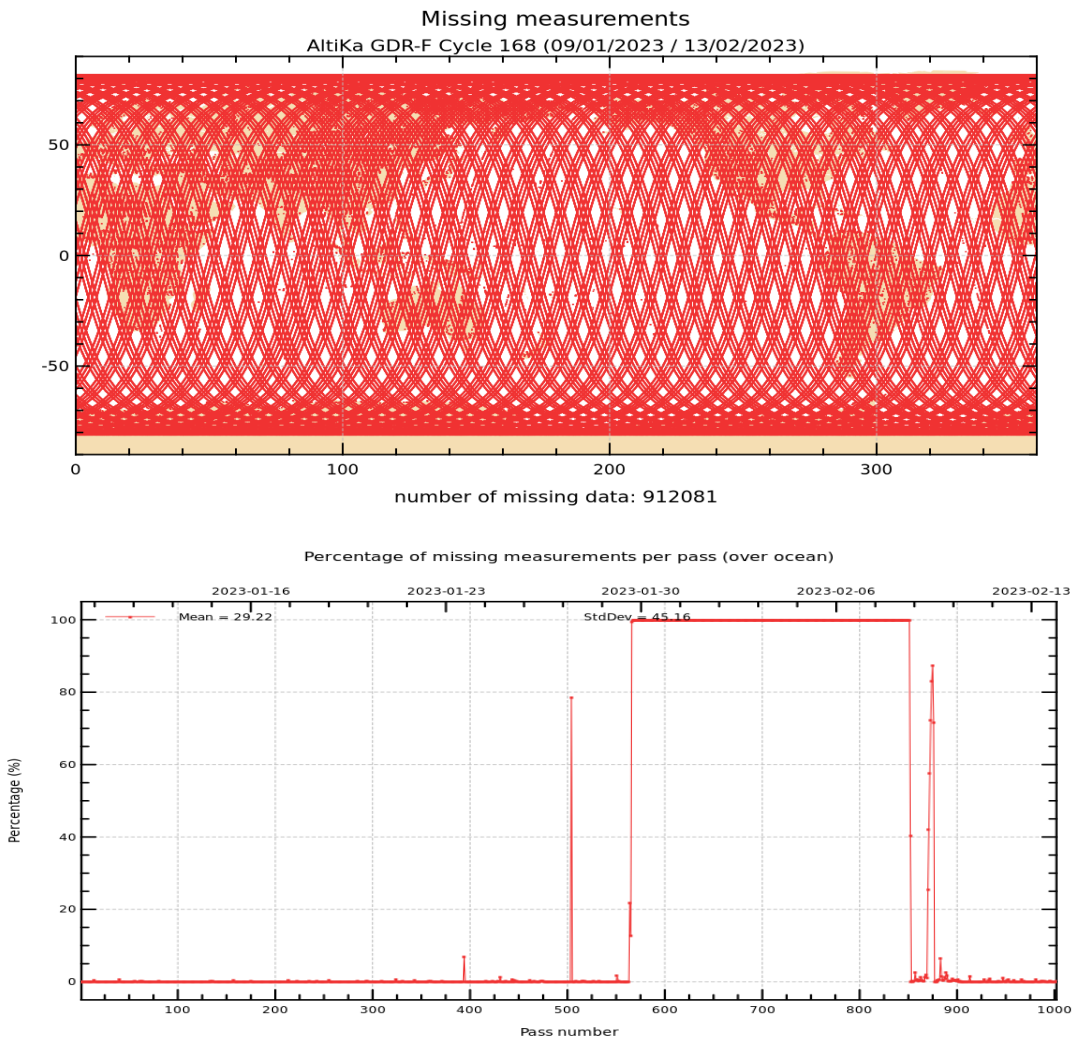 Missing measurements
AltiKa GDR-F Cycle 168 (09/01/2023 / 13/02/2023)
50
0
-50
0 100 200 300
number of missing data: 912081
Percentage of missing measurements per pass (over ocean)
2023-01-16 2023-01-23 2023-01-30 2023-02-06 2023-02-13
Mean = 29.22 StdDev = 45.16
100
80
60
40
20
0
Percentage (%)
100 200 300 400 500 600 700 800 900 1000
Pass number